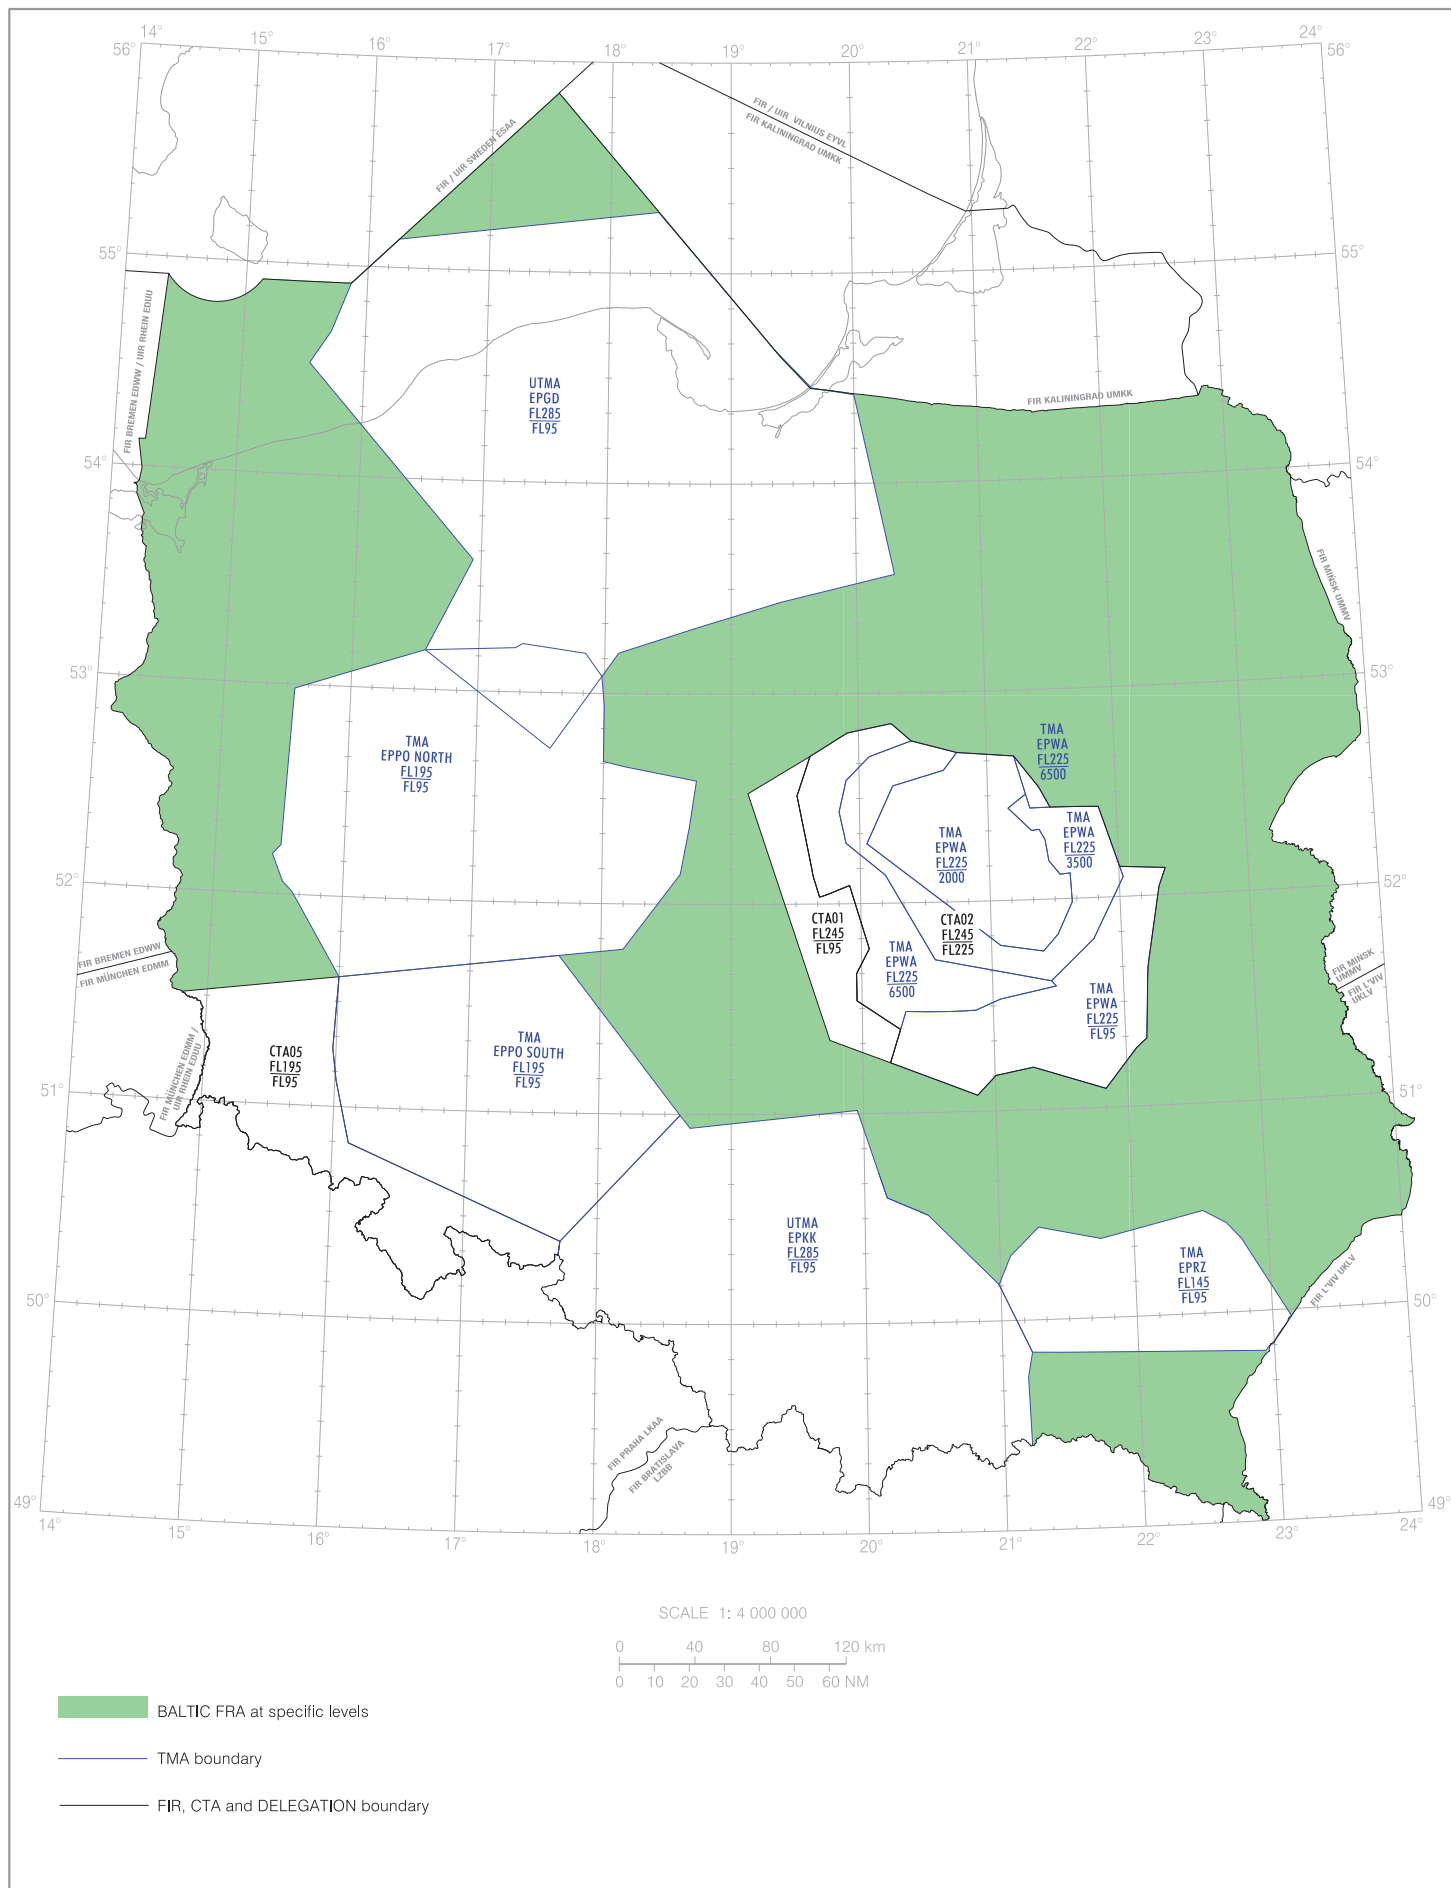 14°
15°
16°
17°
18°
19°
20°
21°
22°
23°
24°
56°
56°
FIR / UIR SWEDEN ESAA
FIR / UIR VILNIUS EYVL
FIR KALININGRAD UMKK
55°
55°
FIR BREMEN EDWW / UIR RHEIN EDUU
UTMA
EPGD
FL285
FL95
FIR KALININGRAD UMKK
54°
54°
FIR MIŃSK UMMV
53°
53°
TMA
EPPO NORTH
FL195
FL95
TMA
EPWA
FL225
6500
TMA
EPWA
FL225
3500
TMA
EPWA
FL225
2000
52°
52°
CTA01
FL245
FL95
CTA02
FL245
FL225
TMA
EPWA
FL225
6500
FIR BREMEN EDWW
FIR MÜNCHEN EDMM
FIR MIŃSK
UMMV
FIR L'VIV
UKLV
TMA
EPWA
FL225
FL95
FIR MÜNCHEN EDMM /
UIR RHEIN EDUU
CTA05
FL195
FL95
TMA
EPPO SOUTH
FL195
FL95
51°
51°
UTMA
EPKK
FL285
FL95
TMA
EPRZ
FL145
FL95
FIR L'VIV UKLV
50°
50°
FIR PRAHA LKAA
FIR BRATISLAVA
LZBB
49°
49°
14°
15°
16°
17°
18°
19°
20°
21°
22°
23°
24°
SCALE 1: 4 000 000
0 40 80 120 km
0 10 20 30 40 50 60 NM
BALTIC FRA at specific levels
TMA boundary
FIR, CTA and DELEGATION boundary